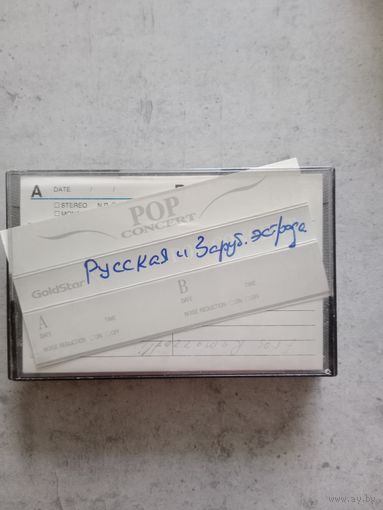 A DATE / /
STEREO N.R.
POP
CONCERT
GoldStar
Русская и Заруб. эстрада
A B
DATE TIME DATE TIME
NOISE REDUCTION ON OFF NOISE REDUCTION ON OFF
www.ay.by